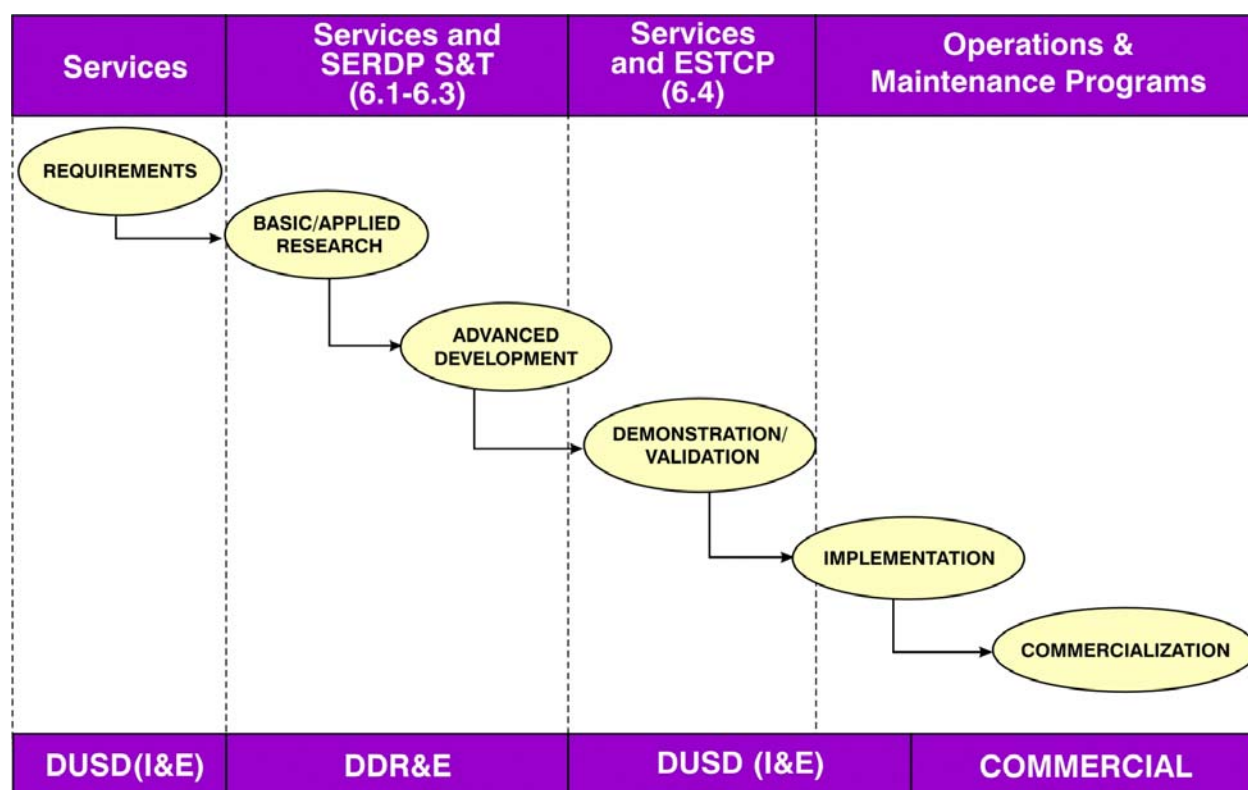 Services
Services and
SERDP S&T
(6.1-6.3)
Services
and ESTCP
(6.4)
Operations &
Maintenance Programs
REQUIREMENTS
BASIC/APPLIED
RESEARCH
ADVANCED
DEVELOPMENT
DEMONSTRATION/
VALIDATION
IMPLEMENTATION
COMMERCIALIZATION
DUSD(I&E)
DDR&E
DUSD (I&E)
COMMERCIAL